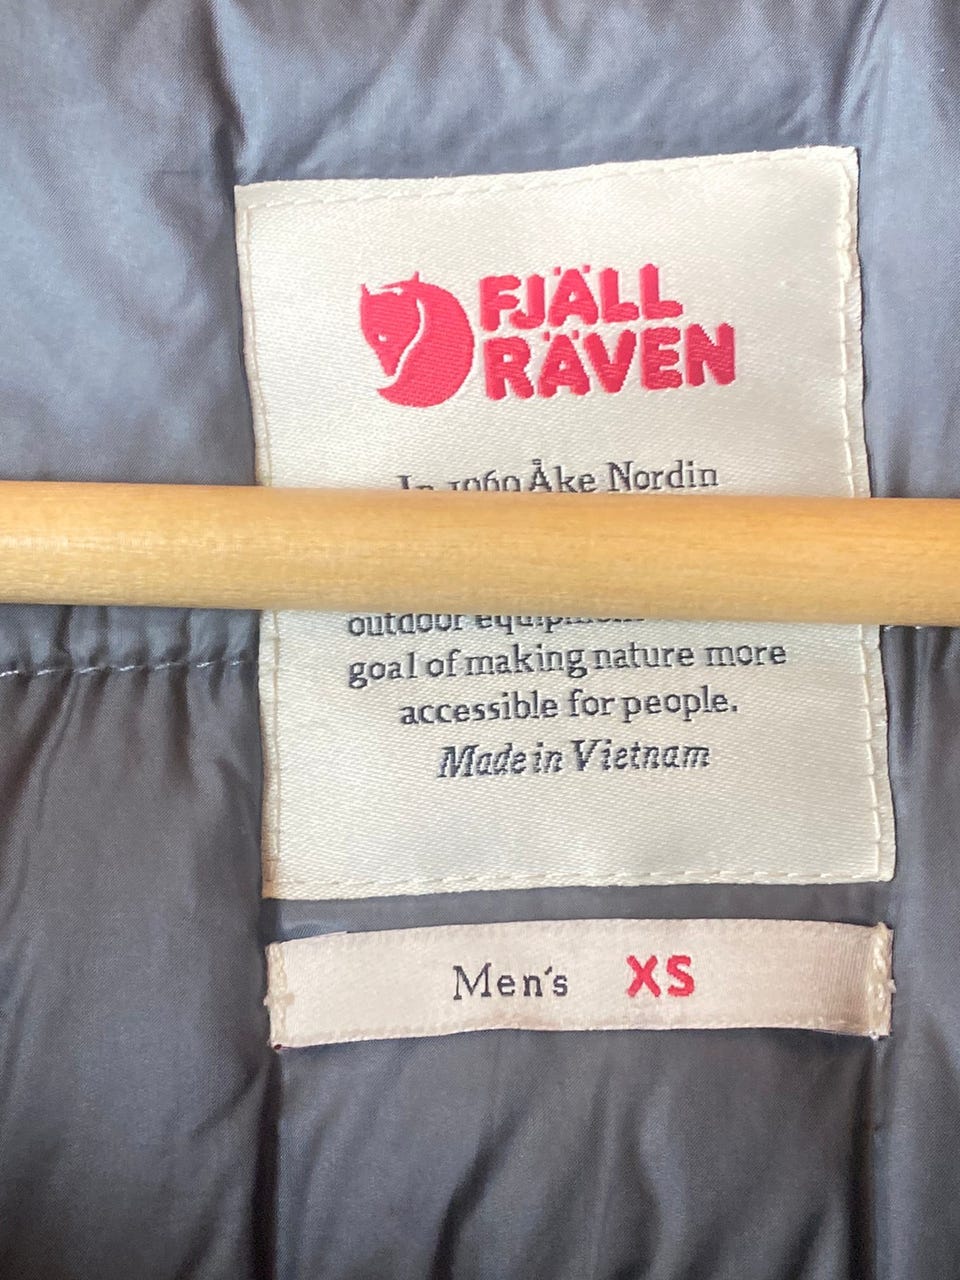 FJÄLL
RÄVEN
In 1960 Åke Nordin
outdoor
goal of making nature more
accessible for people.
Made in Vietnam
Men's XS